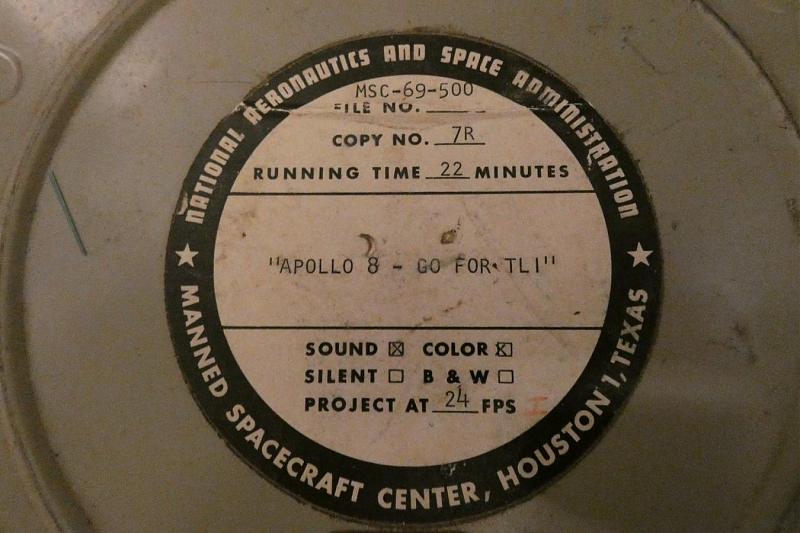 NATIONAL AERONAUTICS AND SPACE ADMINISTRATION
MSC-69-500
FILE NO.
COPY NO. 7R
RUNNING TIME 22 MINUTES
"APOLLO 8 - GO FOR TLI"
SOUND ☒ COLOR ☒
SILENT ☐ B & W ☐
PROJECT AT 24 FPS
★ MANNED SPACECRAFT CENTER, HOUSTON 1, TEXAS ★